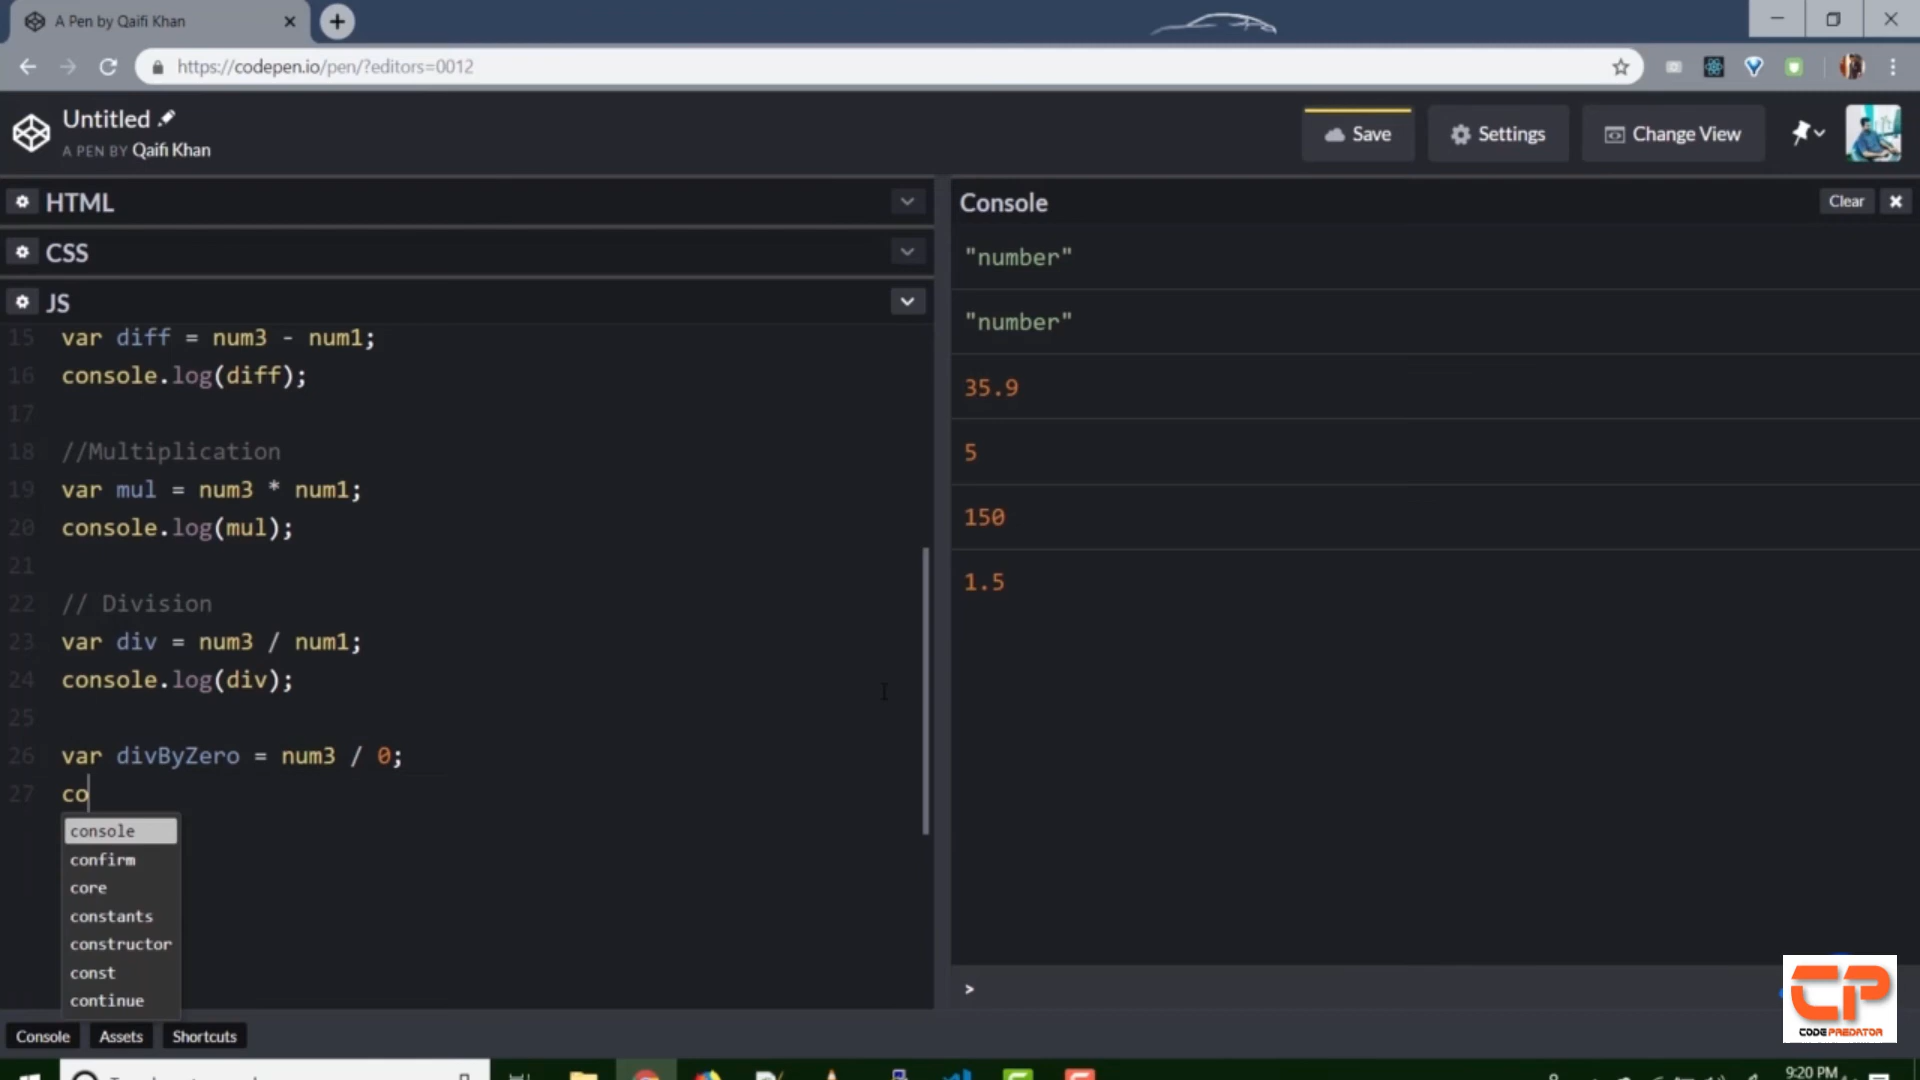 A Pen by Qaifi Khan
https://codepen.io/pen/?editors=0012
Untitled
A PEN BY Qaifi Khan
Save
Settings
Change View
HTML
CSS
JS
15 var diff = num3 - num1;
16 console.log(diff);
17
18 //Multiplication
19 var mul = num3 * num1;
20 console.log(mul);
21
22 // Division
23 var div = num3 / num1;
24 console.log(div);
25
26 var divByZero = num3 / 0;
27 co
console
confirm
core
constants
constructor
const
continue
Console
Clear
"number"
"number"
35.9
5
150
1.5
>
CP
CODE PREDATOR
Console Assets Shortcuts
9:20 PM